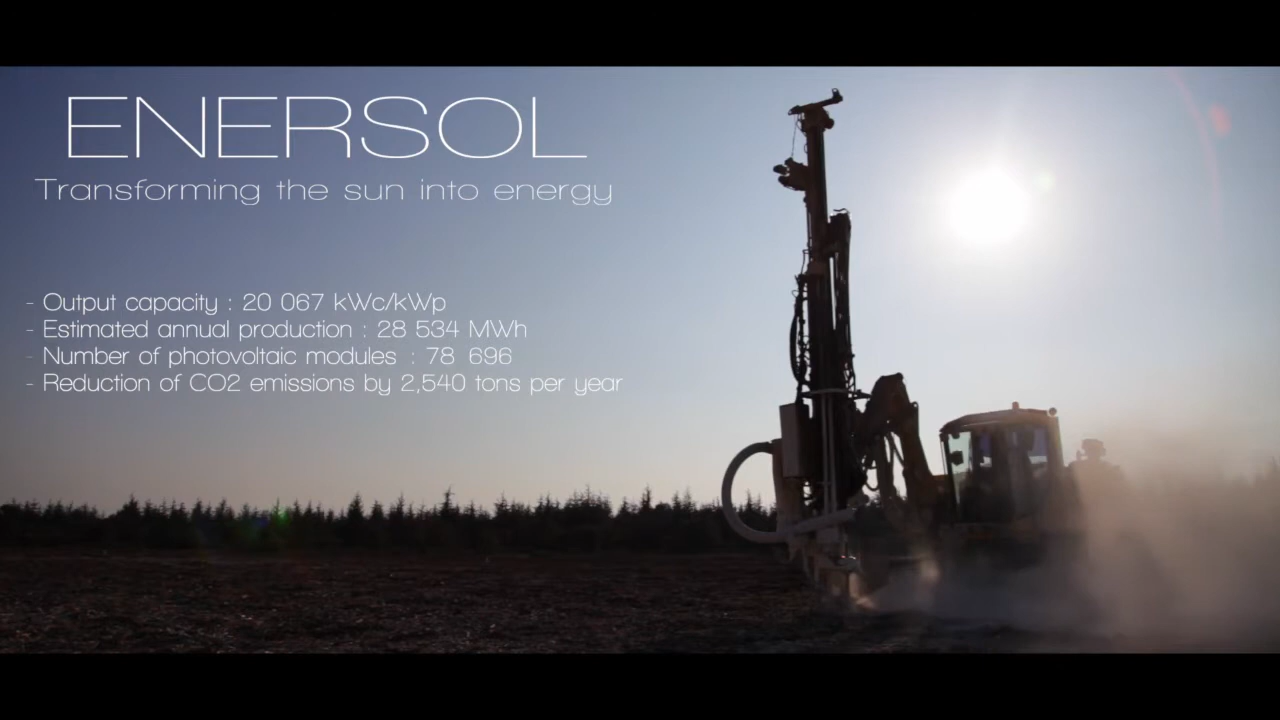 ENERSOL
Transforming the sun into energy
- Output capacity : 20 067 kWc/kWp
- Estimated annual production : 28 534 MWh
- Number of photovoltaic modules : 78 696
- Reduction of CO2 emissions by 2,540 tons per year